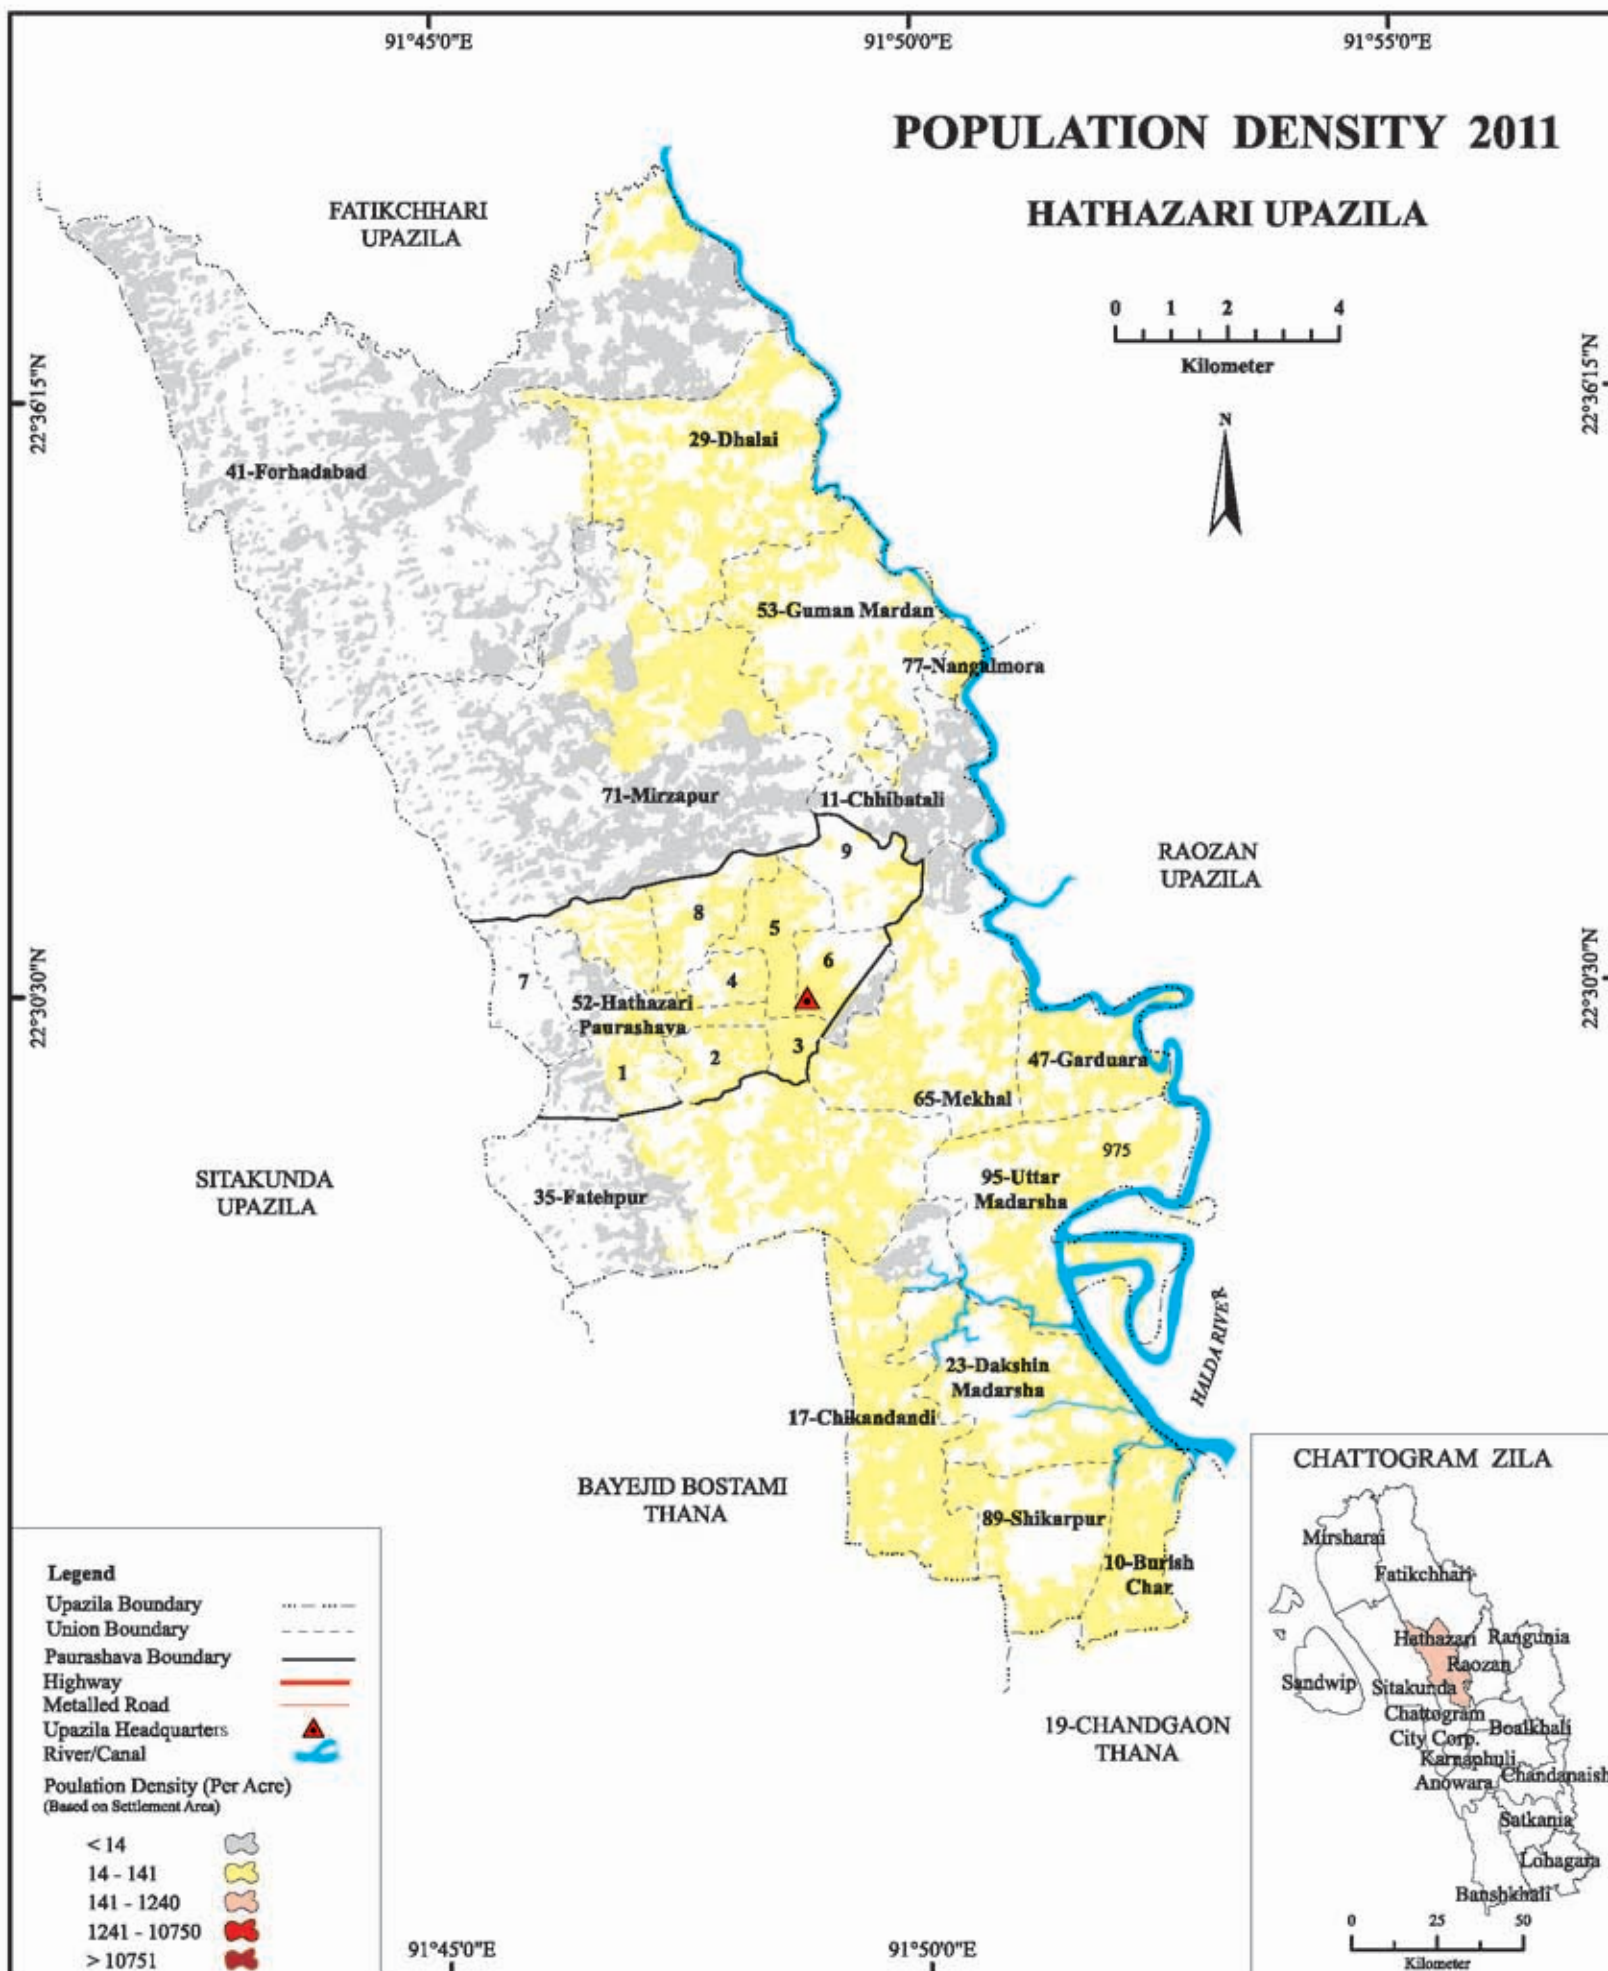 91°45'0"E
91°50'0"E
91°55'0"E
POPULATION DENSITY 2011
HATHAZARI UPAZILA
FATIKCHHARI
UPAZILA
0 1 2 4
Kilometer
N
22°36'15"N
22°36'15"N
29-Dhalai
41-Forhadabad
53-Guman Mardan
77-Nangalmora
71-Mirzapur
11-Chhibatali
9
RAOZAN
UPAZILA
8
5
6
7
4
52-Hathazari
Paurashava
22°30'30"N
22°30'30"N
3
2
1
47-Garduara
65-Mekhal
975
SITAKUNDA
UPAZILA
35-Fatehpur
95-Uttar
Madarsha
HALDA RIVER
23-Dakshin
Madarsha
17-Chikandandi
BAYEJID BOSTAMI
THANA
89-Shikarpur
10-Burish
Char
19-CHANDGAON
THANA
Legend
Upazila Boundary
Union Boundary
Paurashava Boundary
Highway
Metalled Road
Upazila Headquarters
River/Canal
Poulation Density (Per Acre)
(Based on Settlement Area)
< 14
14 - 141
141 - 1240
1241 - 10750
> 10751
91°45'0"E
91°50'0"E
CHATTOGRAM ZILA
Mirsharai
Fatikchhari
Hathazari
Rangunia
Raozan
Sandwip
Sitakunda
Chattogram
City Corp.
Boalkhali
Karnaphuli
Anowara
Chandanaish
Satkania
Lohagara
Banshkhali
0 25 50
Kilometer